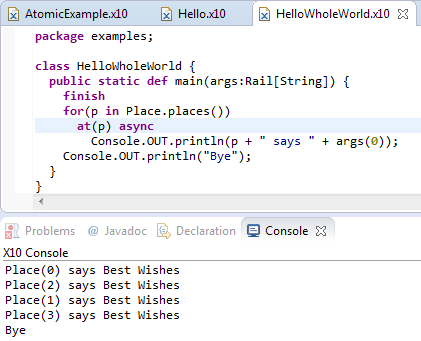 AtomicExample.x10 Hello.x10 HelloWholeWorld.x10
package examples;
class HelloWholeWorld {
public static def main(args:Rail[String]) {
finish
for(p in Place.places())
at(p) async
Console.OUT.println(p + " says " + args(0));
Console.OUT.println("Bye");
}
}
Problems @ Javadoc Declaration Console
X10 Console
Place(0) says Best Wishes
Place(2) says Best Wishes
Place(1) says Best Wishes
Place(3) says Best Wishes
Bye